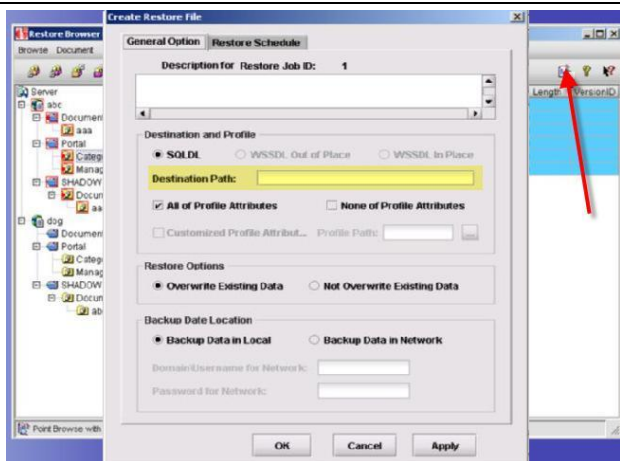 Create Restore File
Restore Browser
Browse Document
General Option Restore Schedule
Description for Restore Job ID: 1
Server
Length VersionID
abc
Documen
aaa
Portal
Categ
Manag
SHADOW
Docum
aa
dog
Documen
Portal
Categ
Manag
SHADOW
Docum
ab
Destination and Profile
SQLDL WSSDL Out of Place WSSDL In Place
Destination Path:
All of Profile Attributes None of Profile Attributes
Customized Profile Attribut... Profile Path: ...
Restore Options
Overwrite Existing Data Not Overwrite Existing Data
Backup Date Location
Backup Data in Local Backup Data in Network
Domain\Username for Network:
Password for Network:
Point Browse with
OK Cancel Apply